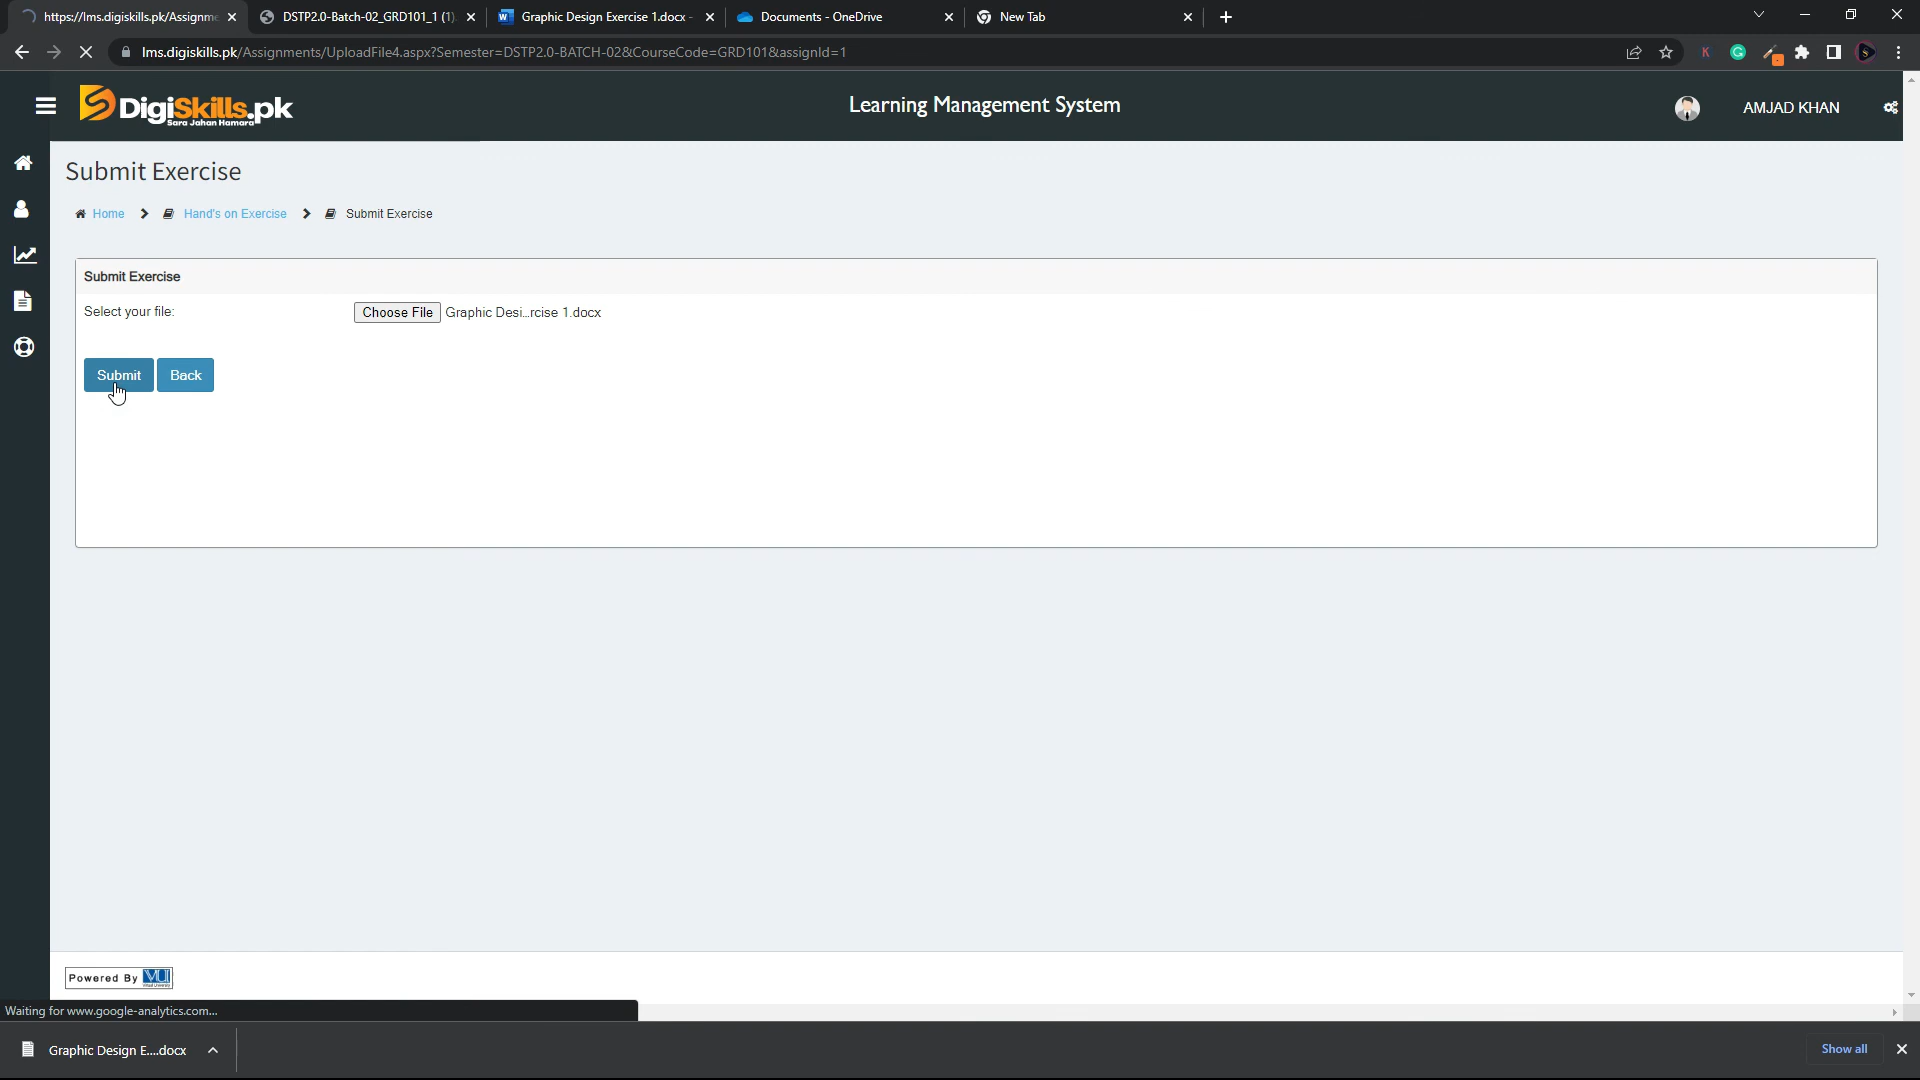 https://lms.digiskills.pk/Assignme
DSTP2.0-Batch-02_GRD101_1 (1)
Graphic Design Exercise 1.docx -
Documents - OneDrive
New Tab
lms.digiskills.pk/Assignments/UploadFile4.aspx?Semester=DSTP2.0-BATCH-02&CourseCode=GRD101&assignId=1
DigiSkills.pk
Sara Jahan Hamara
Learning Management System
AMJAD KHAN
Submit Exercise
Home
Hand's on Exercise
Submit Exercise
Submit Exercise
Select your file:
Choose File
Graphic Desi...rcise 1.docx
Submit
Back
Powered By VU
Waiting for www.google-analytics.com...
Graphic Design E....docx
Show all